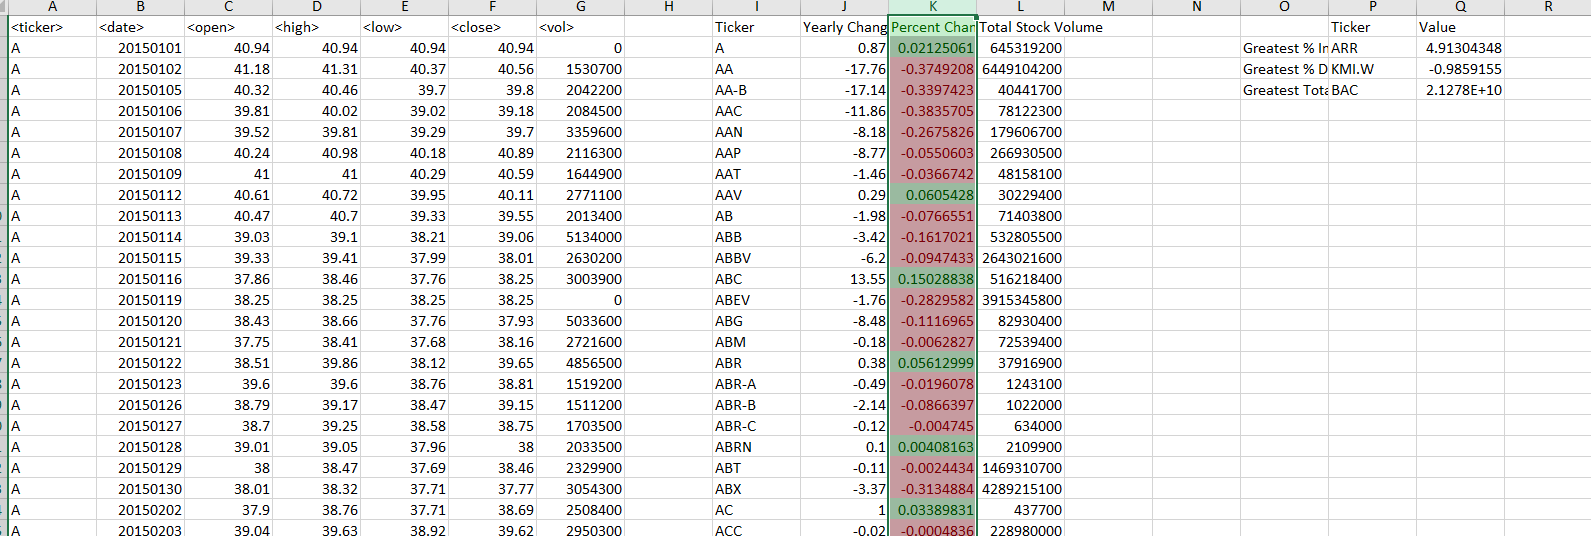 A B C D E F G H I J K L M N O P Q R
<ticker> <date> <open> <high> <low> <close> <vol> Ticker Yearly Chang Percent Chan Total Stock Volume Ticker Value
A 20150101 40.94 40.94 40.94 40.94 0 A 0.87 0.02125061 645319200 Greatest % In ARR 4.91304348
A 20150102 41.18 41.31 40.37 40.56 1530700 AA -17.76 -0.3749208 6449104200 Greatest % D KMI.W -0.9859155
A 20150105 40.32 40.46 39.7 39.8 2042200 AA-B -17.14 -0.3397423 40441700 Greatest Tota BAC 2.1278E+10
A 20150106 39.81 40.02 39.02 39.18 2084500 AAC -11.86 -0.3835705 78122300
A 20150107 39.52 39.81 39.29 39.7 3359600 AAN -8.18 -0.2675826 179606700
A 20150108 40.24 40.98 40.18 40.89 2116300 AAP -8.77 -0.0550603 266930500
A 20150109 41 41 40.29 40.59 1644900 AAT -1.46 -0.0366742 48158100
A 20150112 40.61 40.72 39.95 40.11 2771100 AAV 0.29 0.0605428 30229400
A 20150113 40.47 40.7 39.33 39.55 2013400 AB -1.98 -0.0766551 71403800
A 20150114 39.03 39.1 38.21 39.06 5134000 ABB -3.42 -0.1617021 532805500
A 20150115 39.33 39.41 37.99 38.01 2630200 ABBV -6.2 -0.0947433 2643021600
A 20150116 37.86 38.46 37.76 38.25 3003900 ABC 13.55 0.15028838 516218400
A 20150119 38.25 38.25 38.25 38.25 0 ABEV -1.76 -0.2829582 3915345800
A 20150120 38.43 38.66 37.76 37.93 5033600 ABG -8.48 -0.1116965 82930400
A 20150121 37.75 38.41 37.68 38.16 2721600 ABM -0.18 -0.0062827 72539400
A 20150122 38.51 39.86 38.12 39.65 4856500 ABR 0.38 0.05612999 37916900
A 20150123 39.6 39.6 38.76 38.81 1519200 ABR-A -0.49 -0.0196078 1243100
A 20150126 38.79 39.17 38.47 39.15 1511200 ABR-B -2.14 -0.0866397 1022000
A 20150127 38.7 39.25 38.58 38.75 1703500 ABR-C -0.12 -0.004745 634000
A 20150128 39.01 39.05 37.96 38 2033500 ABRN 0.1 0.00408163 2109900
A 20150129 38 38.47 37.69 38.46 2329900 ABT -0.11 -0.0024434 1469310700
A 20150130 38.01 38.32 37.71 37.77 3054300 ABX -3.37 -0.3134884 4289215100
A 20150202 37.9 38.76 37.71 38.69 2508400 AC 1 0.03389831 437700
A 20150203 39.04 39.63 38.92 39.62 2950300 ACC -0.02 -0.0004836 228980000